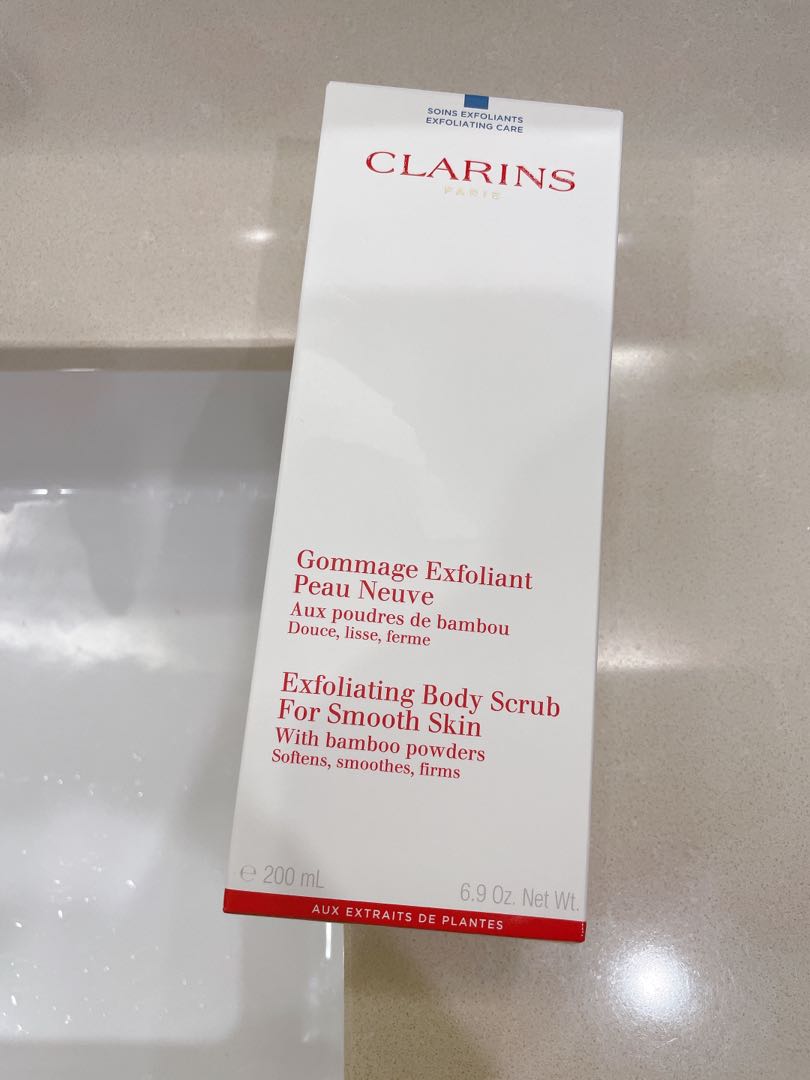 SOINS EXFOLIANTS
EXFOLIATING CARE
CLARINS
PARIS
Gommage Exfoliant
Peau Neuve
Aux poudres de bambou
Douce, lisse, ferme
Exfoliating Body Scrub
For Smooth Skin
With bamboo powders
Softens, smoothes, firms
℮ 200 mL
6.9 Oz. Net Wt.
AUX EXTRAITS DE PLANTES